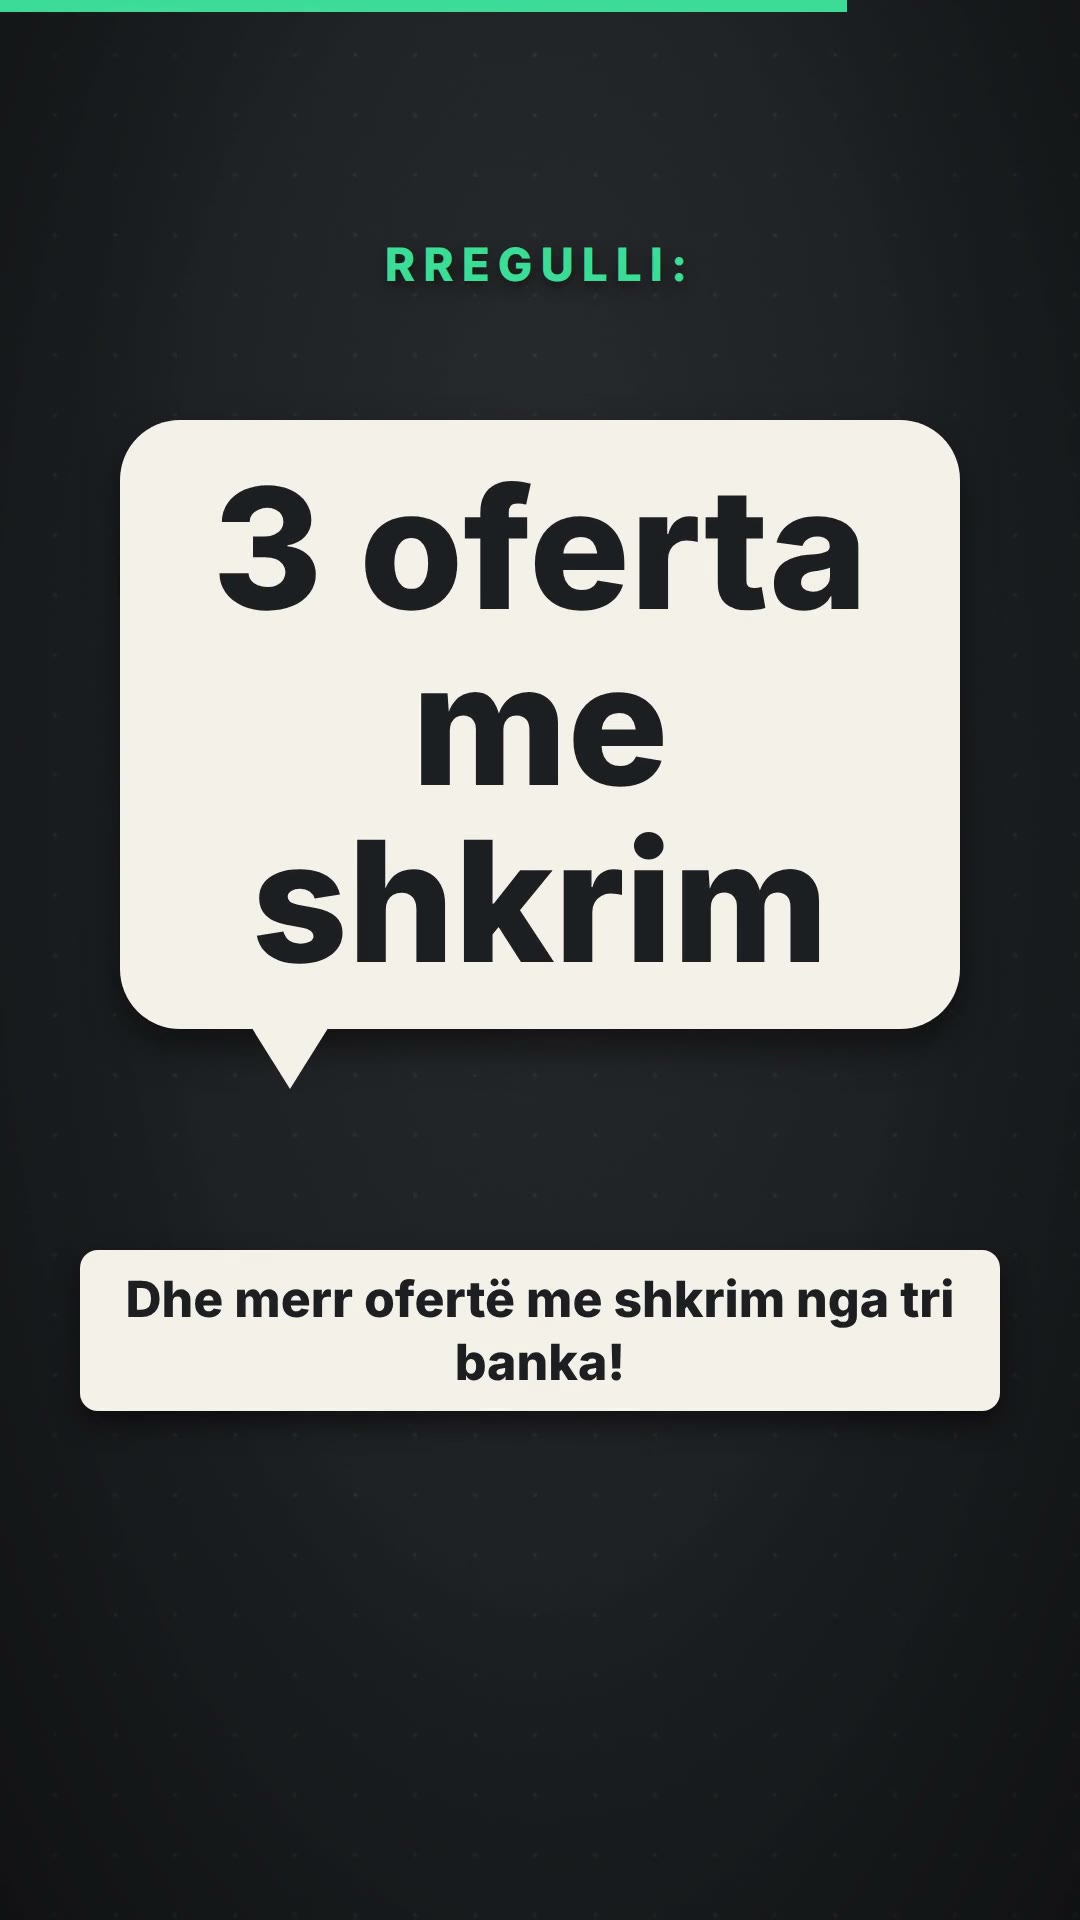 RREGULLI:
3 oferta
me
shkrim
Dhe merr ofertë me shkrim nga tri
banka!